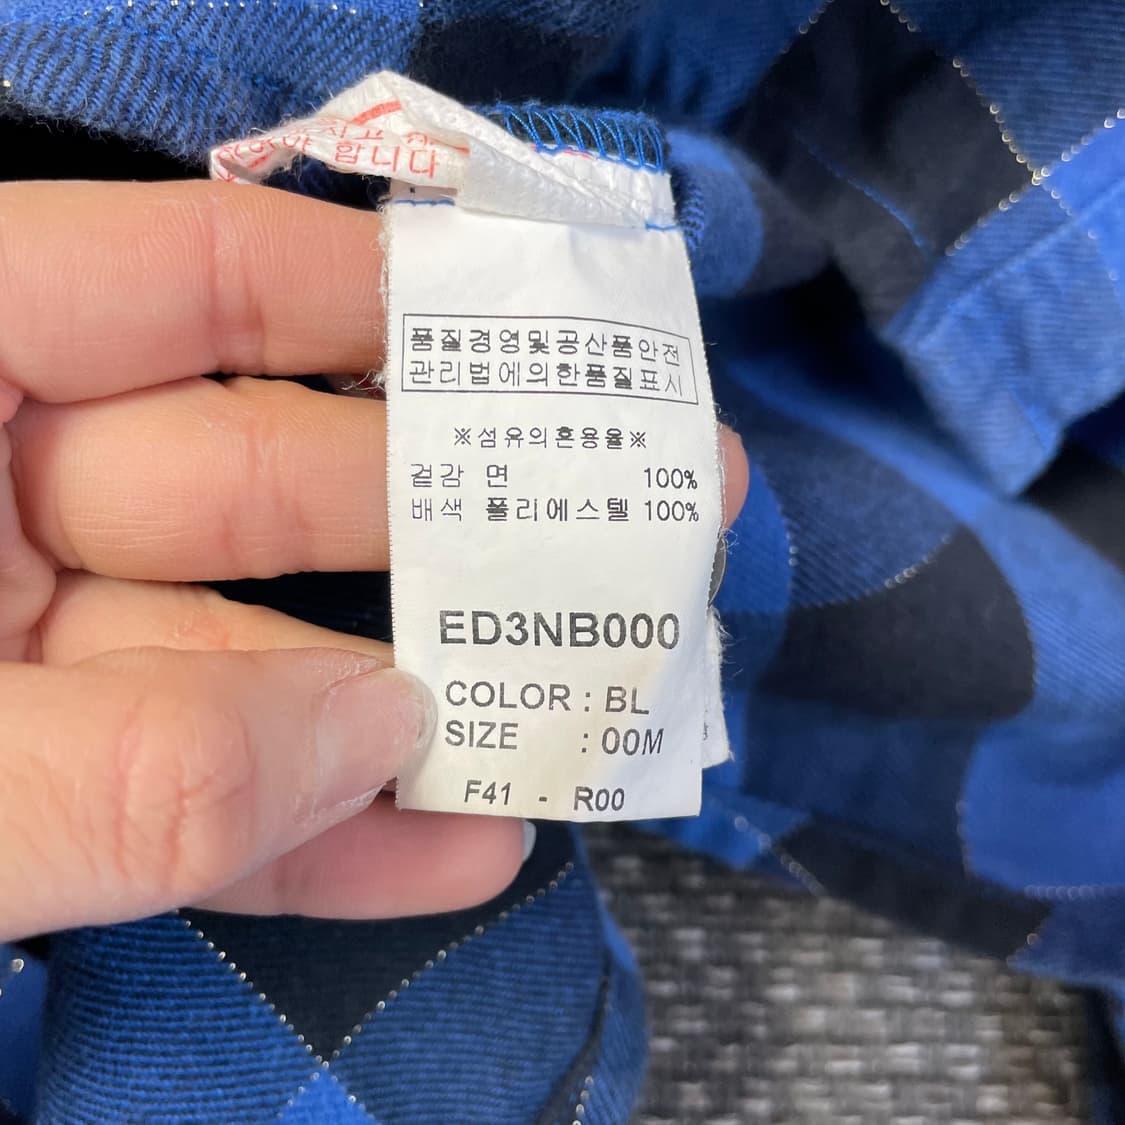 합니다
품질경영및공산품안전
관리법에의한품질표시
※섬유의혼용율※
겉감 면 100%
배색 폴리에스텔 100%
ED3NB000
COLOR : BL
SIZE : 00M
F41 - R00